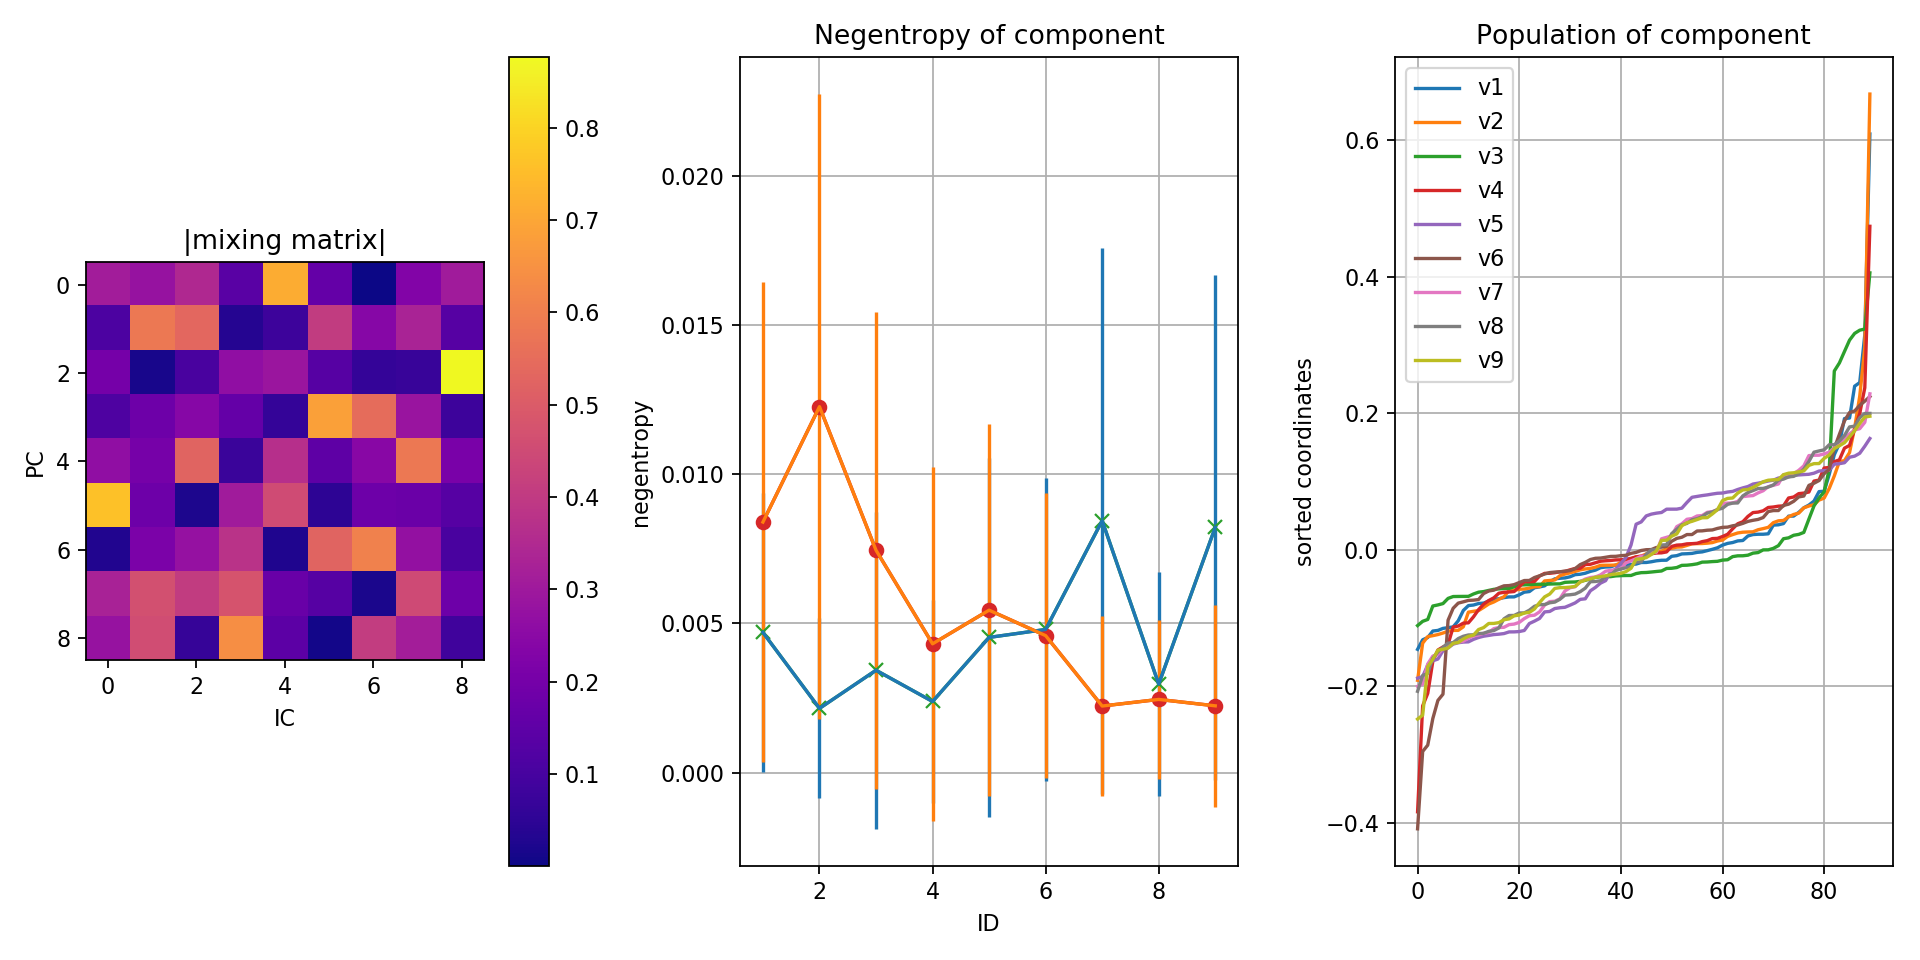 |mixing matrix|
0
2
4
6
8
PC
0 2 4 6 8
IC
0.8
0.7
0.6
0.5
0.4
0.3
0.2
0.1
Negentropy of component
0.020
0.015
0.010
0.005
0.000
negentropy
2 4 6 8
ID
Population of component
v1
v2
v3
v4
v5
v6
v7
v8
v9
0.6
0.4
0.2
0.0
−0.2
−0.4
sorted coordinates
0 20 40 60 80